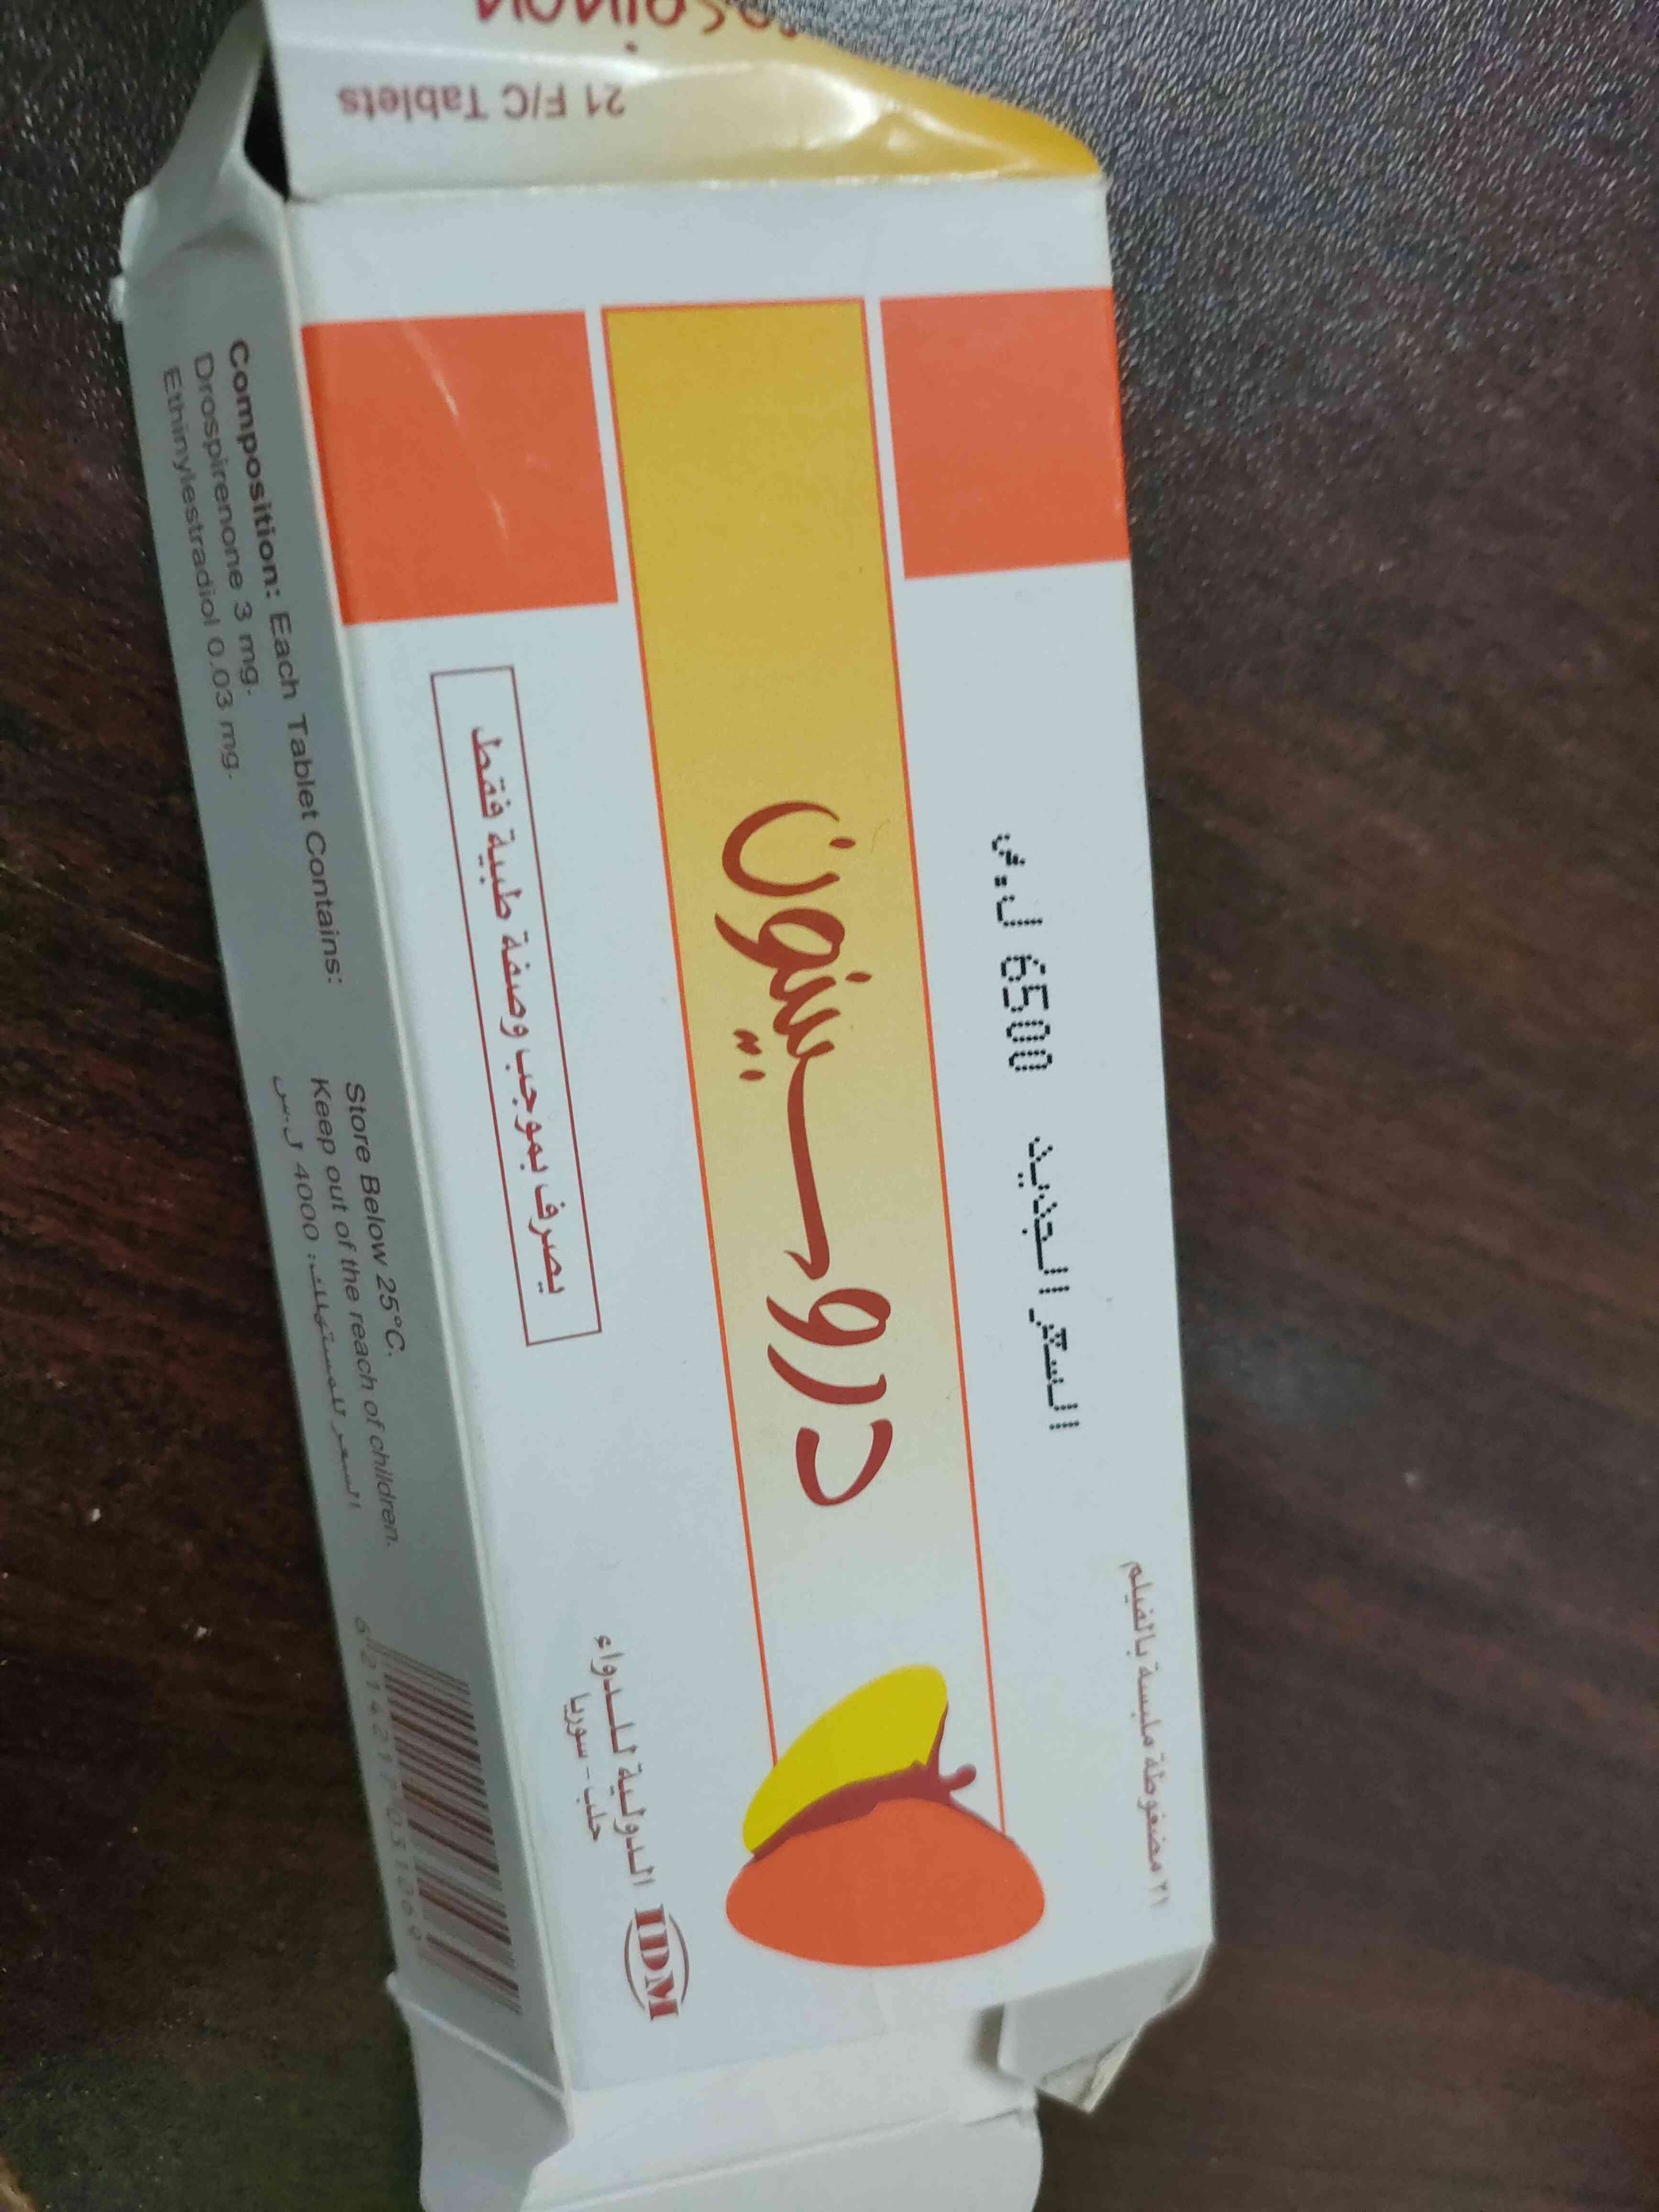 21 F/C Tablets
٢١ مضغوطة ملبسة بالفيلم
السعر الجديد 6500 ل.س
دروسبينون
يصرف بموجب وصفة طبية فقط
IDM الدولية للدواء
حلب - سوريا
Composition: Each Tablet Contains:
Drospirenone 3 mg.
Ethinylestradiol 0.03 mg.
Store Below 25°C.
Keep out of the reach of children.
السعر للمستهلك: 4000 ل.س